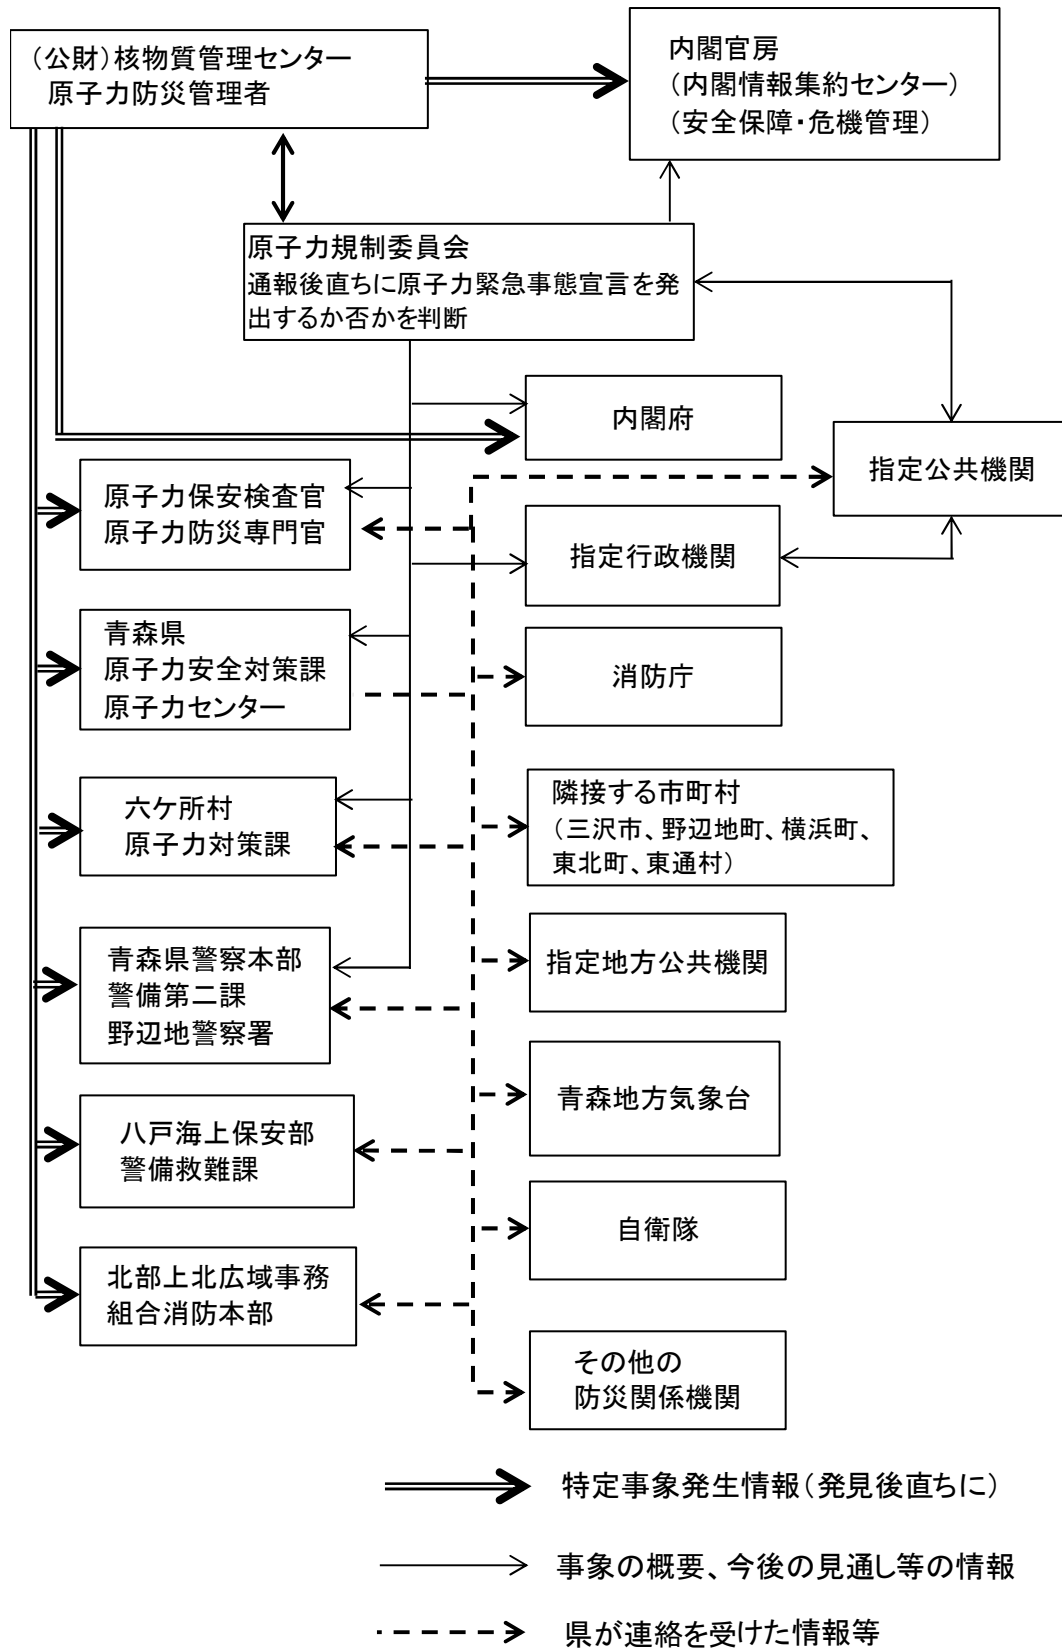 （公財）核物質管理センター
原子力防災管理者
内閣官房
（内閣情報集約センター）
（安全保障・危機管理）
原子力規制委員会
通報後直ちに原子力緊急事態宣言を発
出するか否かを判断
内閣府
指定公共機関
原子力保安検査官
原子力防災専門官
指定行政機関
青森県
原子力安全対策課
原子力センター
消防庁
六ケ所村
原子力対策課
隣接する市町村
（三沢市、野辺地町、横浜町、
東北町、東通村）
青森県警察本部
警備第二課
野辺地警察署
指定地方公共機関
八戸海上保安部
警備救難課
青森地方気象台
自衛隊
北部上北広域事務
組合消防本部
その他の
防災関係機関
特定事象発生情報（発見後直ちに）
事象の概要、今後の見通し等の情報
県が連絡を受けた情報等